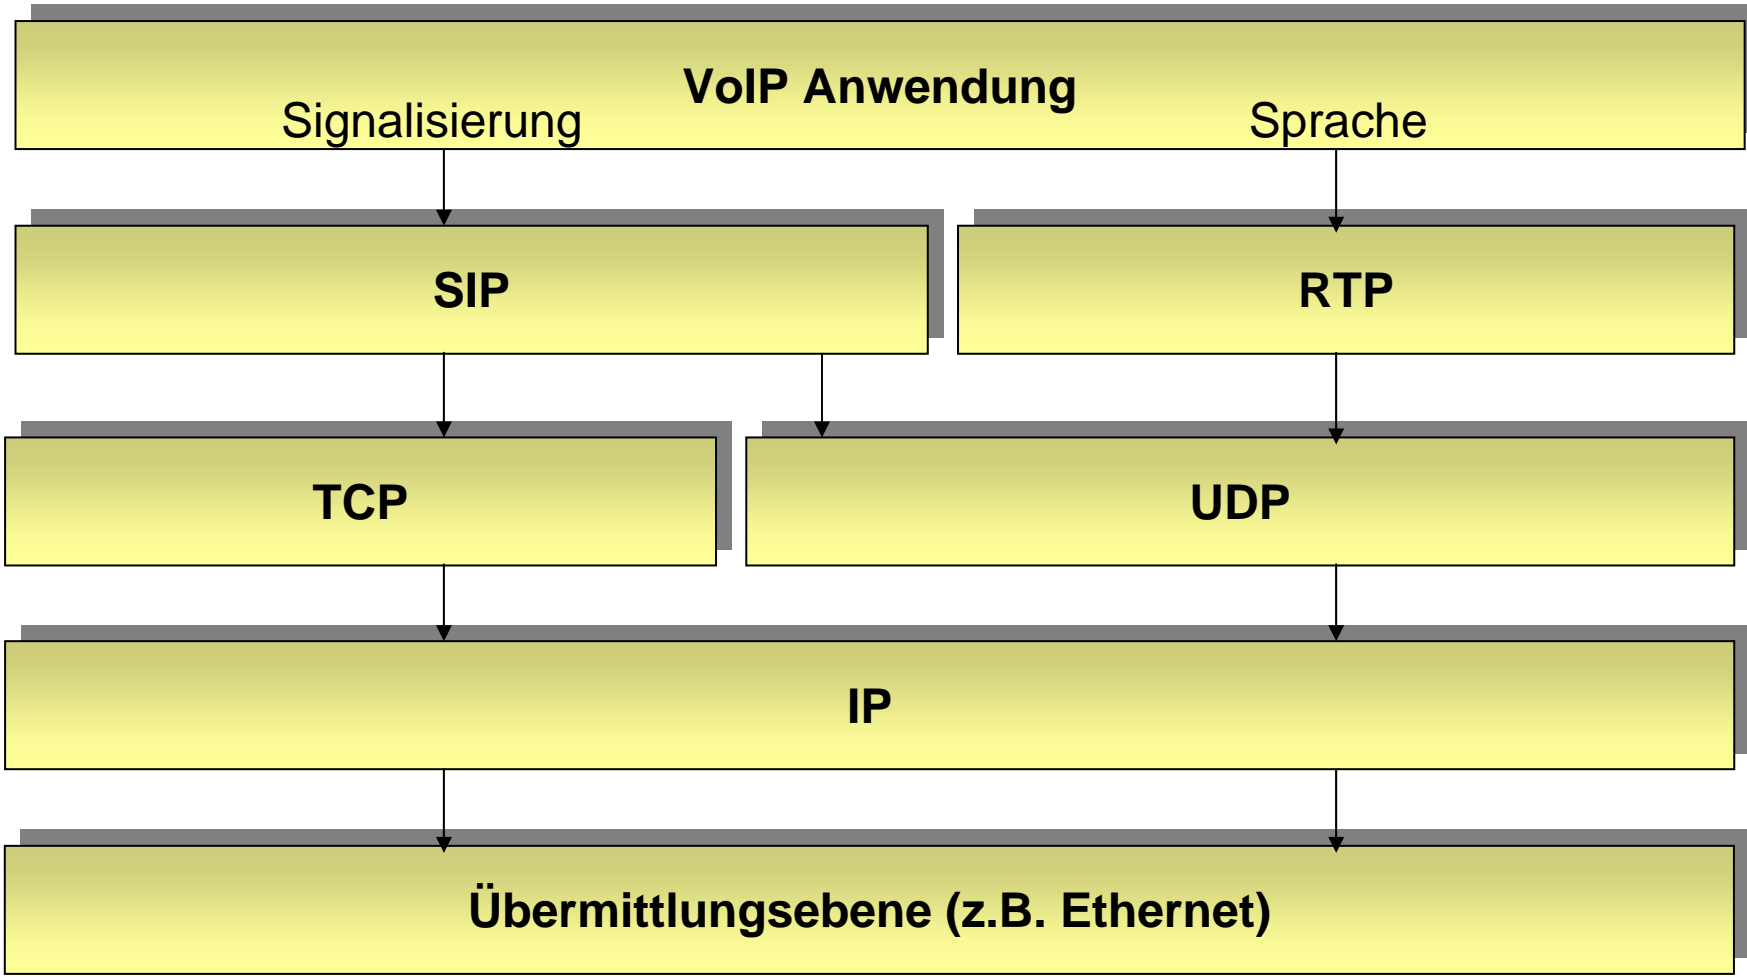 VoIP Anwendung
Signalisierung
Sprache
SIP
RTP
TCP
UDP
IP
Übermittlungsebene (z.B. Ethernet)